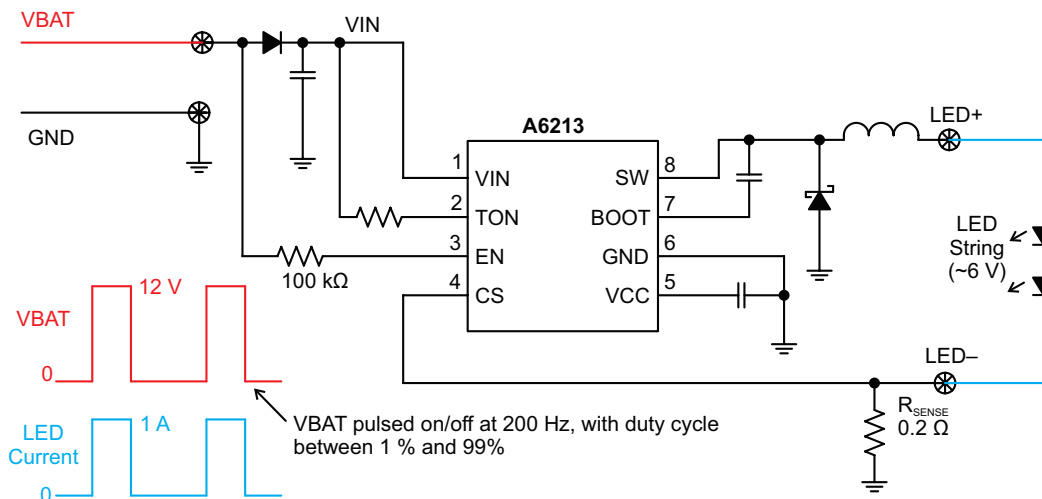 VBAT
VIN
GND
A6213
LED+
1
VIN
SW
8
2
TON
BOOT
7
3
EN
GND
6
4
CS
VCC
5
100 kΩ
LED
String
(~6 V)
12 V
VBAT
0
LED–
VBAT pulsed on/off at 200 Hz, with duty cycle
between 1 % and 99%
RSENSE
0.2 Ω
1 A
LED
Current
0